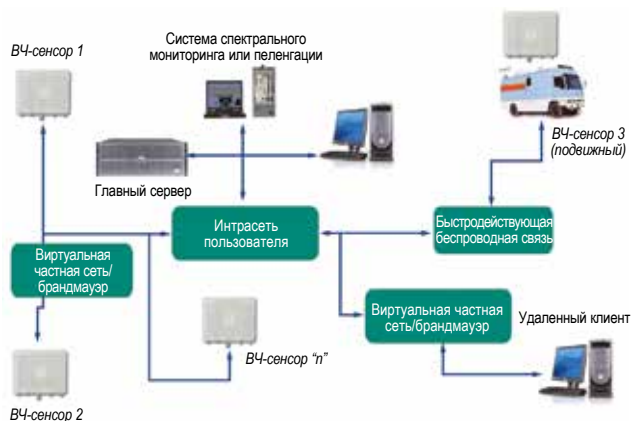 ВЧ-сенсор 1
Система спектрального
мониторинга или пеленгации
ВЧ-сенсор 3
(подвижный)
Главный сервер
Интрасеть
пользователя
Быстродействующая
беспроводная связь
Виртуальная
частная сеть/
брандмауэр
Виртуальная частная
сеть/брандмауэр
Удаленный клиент
ВЧ-сенсор "n"
ВЧ-сенсор 2